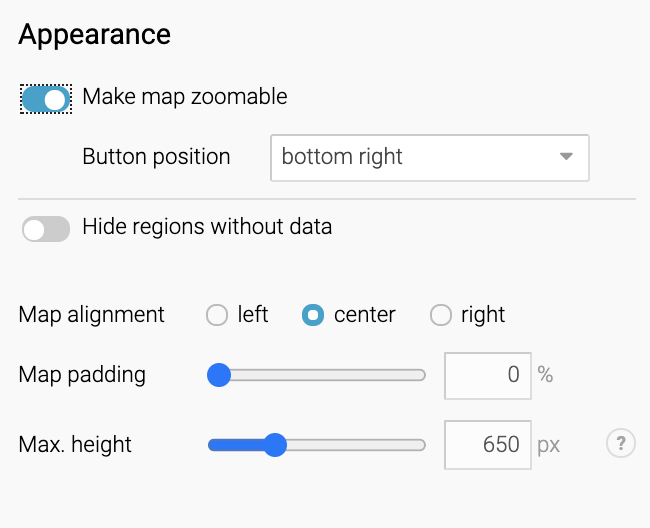 Appearance
Make map zoomable
Button position bottom right
Hide regions without data
Map alignment left center right
Map padding 0 %
Max. height 650 px ?